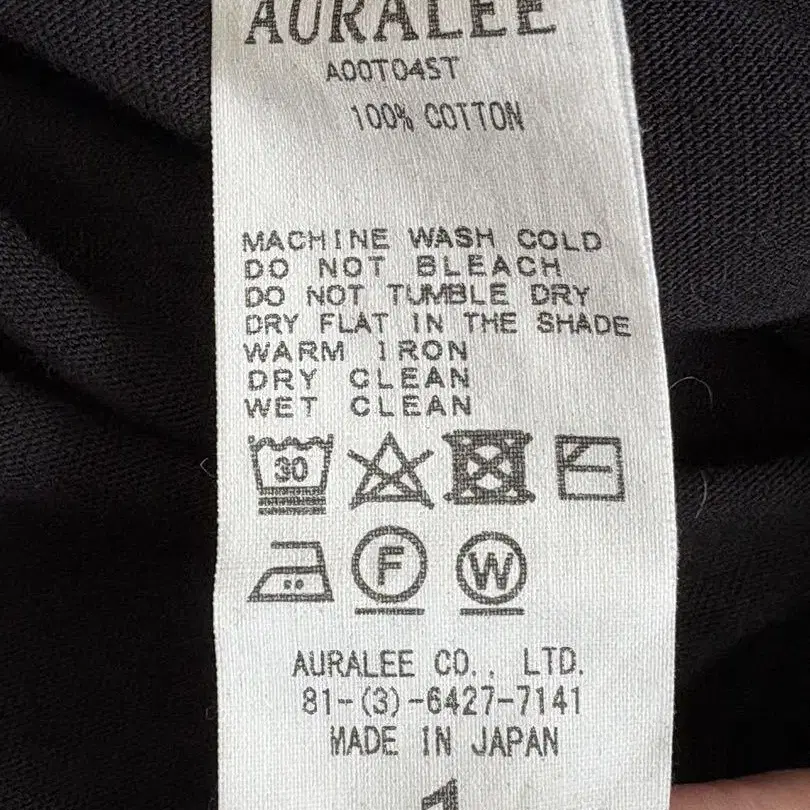 AURALEE
A00T04ST
100% COTTON
MACHINE WASH COLD
DO NOT BLEACH
DO NOT TUMBLE DRY
DRY FLAT IN THE SHADE
WARM IRON
DRY CLEAN
WET CLEAN
30
F W
AURALEE CO., LTD.
81-(3)-6427-7141
MADE IN JAPAN